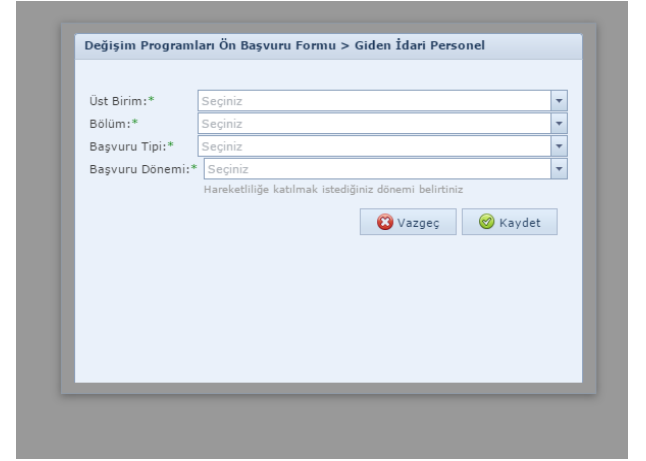 Değişim Programları Ön Başvuru Formu > Giden İdari Personel
Üst Birim:* Seçiniz
Bölüm:* Seçiniz
Başvuru Tipi:* Seçiniz
Başvuru Dönemi:* Seçiniz
Hareketliliğe katılmak istediğiniz dönemi belirtiniz
Vazgeç Kaydet